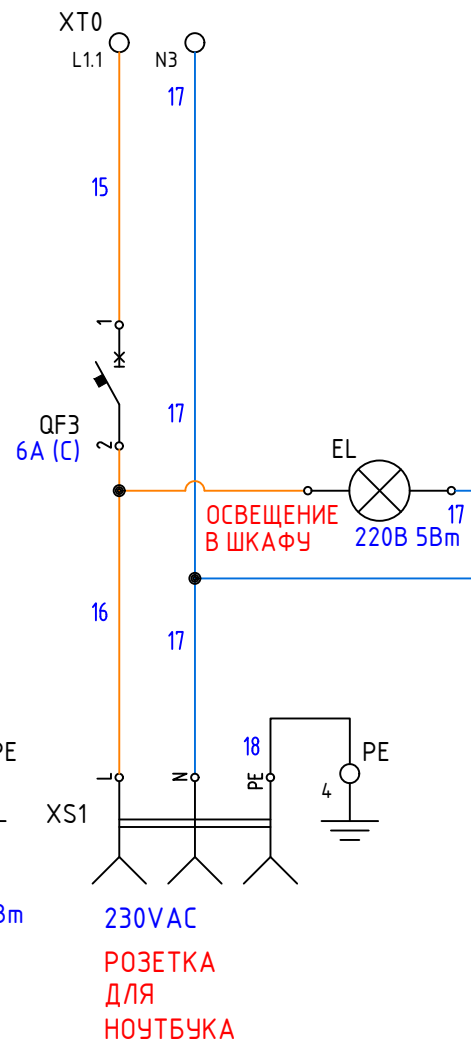 XT0
L1.1
N3
17
15
1
17
QF3
6A (C)
2
EL
ОСВЕЩЕНИЕ
В ШКАФУ
220В 5Вт
17
16
17
18
PE
L
N
PE
4
XS1
230VAC
РОЗЕТКА
ДЛЯ
НОУТБУКА